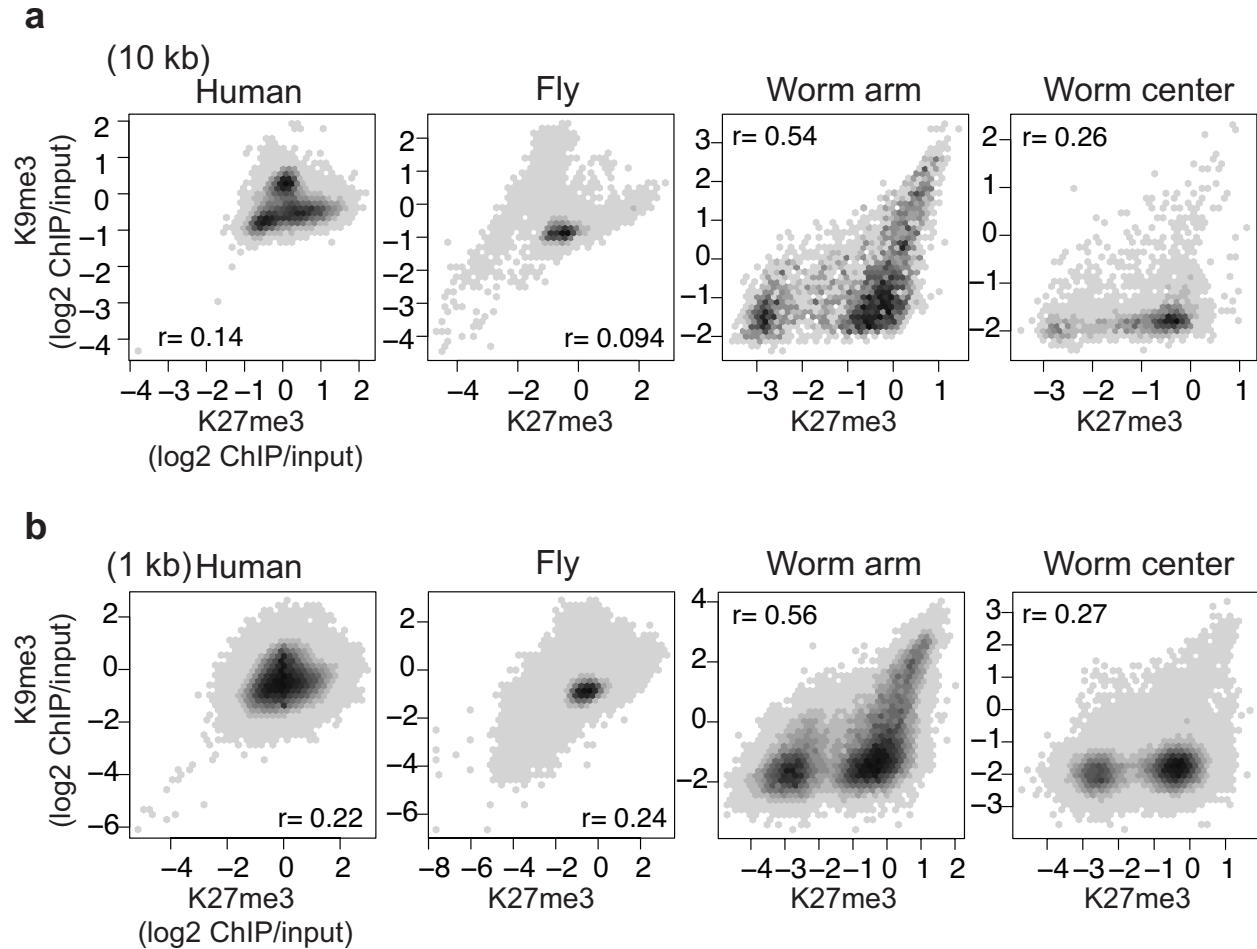 a
(10 kb)
Human
Fly
Worm arm
Worm center
K9me3
(log2 ChIP/input)
2
1
0
−1
−2
−3
−4
r= 0.14
−4 −3 −2 −1 0 1 2
K27me3
(log2 ChIP/input)
2
1
0
−1
−2
−3
−4
r= 0.094
−4 −2 0 2
K27me3
3
2
1
0
−1
−2
r= 0.54
−3 −2 −1 0 1
K27me3
2
1
0
−1
−2
r= 0.26
−3 −2 −1 0 1
K27me3
b
(1 kb)
Human
Fly
Worm arm
Worm center
K9me3
(log2 ChIP/input)
2
0
−2
−4
−6
r= 0.22
−4 −2 0 2
K27me3
(log2 ChIP/input)
2
0
−2
−4
−6
r= 0.24
−8 −6 −4 −2 0 2
K27me3
4
2
0
−2
r= 0.56
−4 −3 −2 −1 0 1 2
K27me3
3
2
1
0
−1
−2
−3
r= 0.27
−4 −3 −2 −1 0 1
K27me3